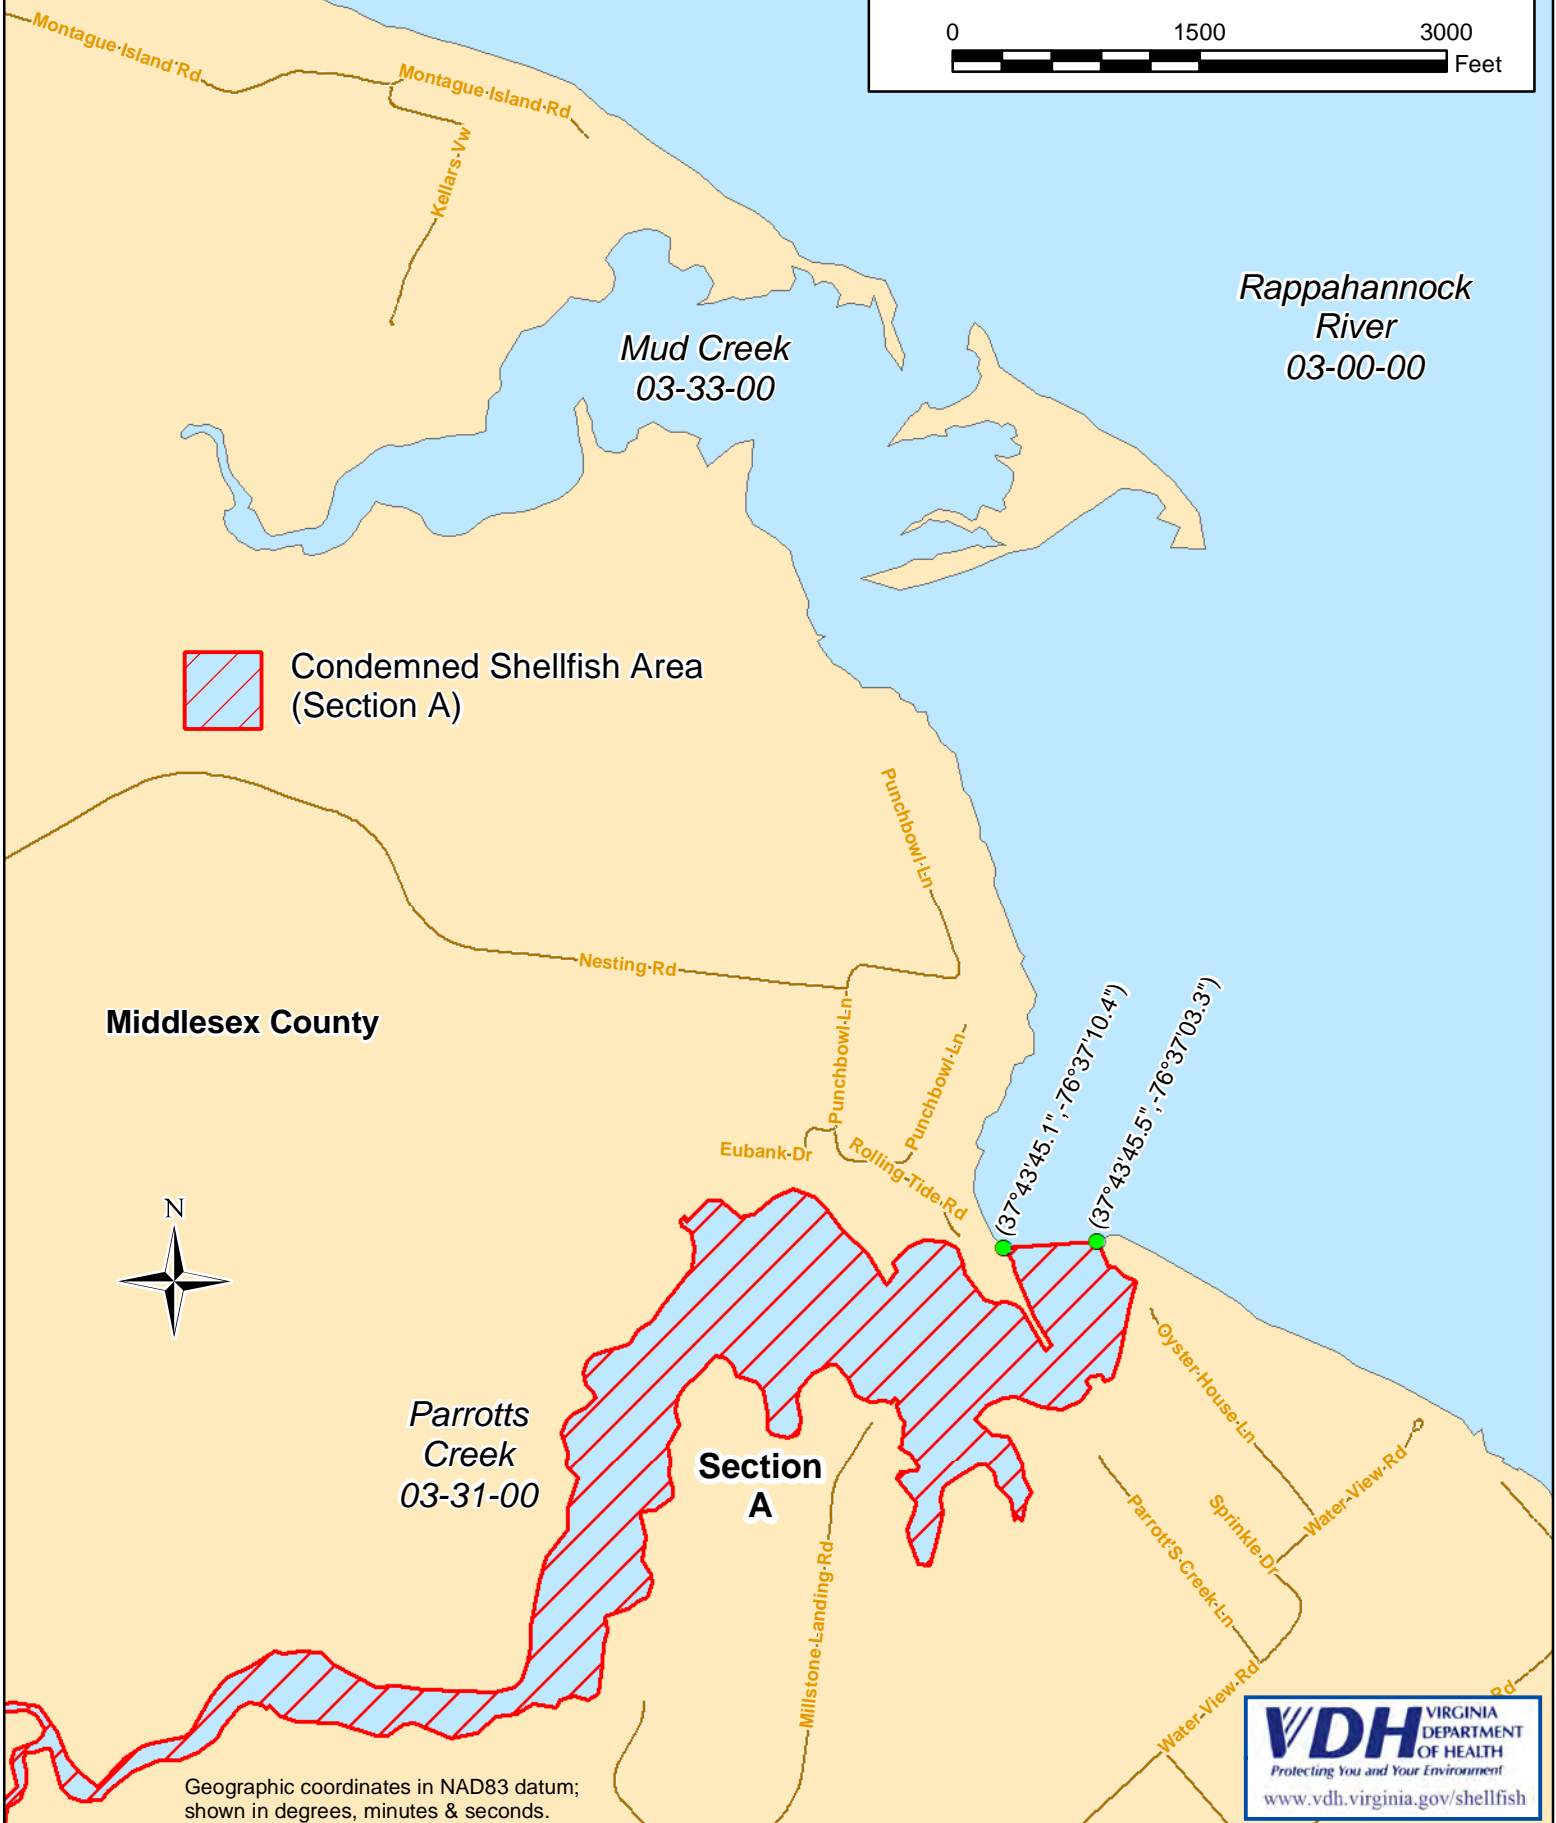 0 1500 3000
Feet
Montague Island Rd
Montague Island Rd
Kellars Vw
Rappahannock
River
03-00-00
Mud Creek
03-33-00
Condemned Shellfish Area
(Section A)
Punchbowl Ln
Nesting Rd
Middlesex County
Punchbowl Ln
Punchbowl Ln
(37°43'45.1",-76°37'10.4")
(37°43'45.5",-76°37'03.3")
Eubank Dr
Rolling Tide Rd
N
Oyster House Ln
Parrotts
Creek
03-31-00
Section
A
Water View Rd
Sprinkle Dr
Parrott'S Creek Ln
Millstone Landing Rd
Water View Rd
Rd
Geographic coordinates in NAD83 datum;
shown in degrees, minutes & seconds.
VDH VIRGINIA
DEPARTMENT
OF HEALTH
Protecting You and Your Environment
www.vdh.virginia.gov/shellfish